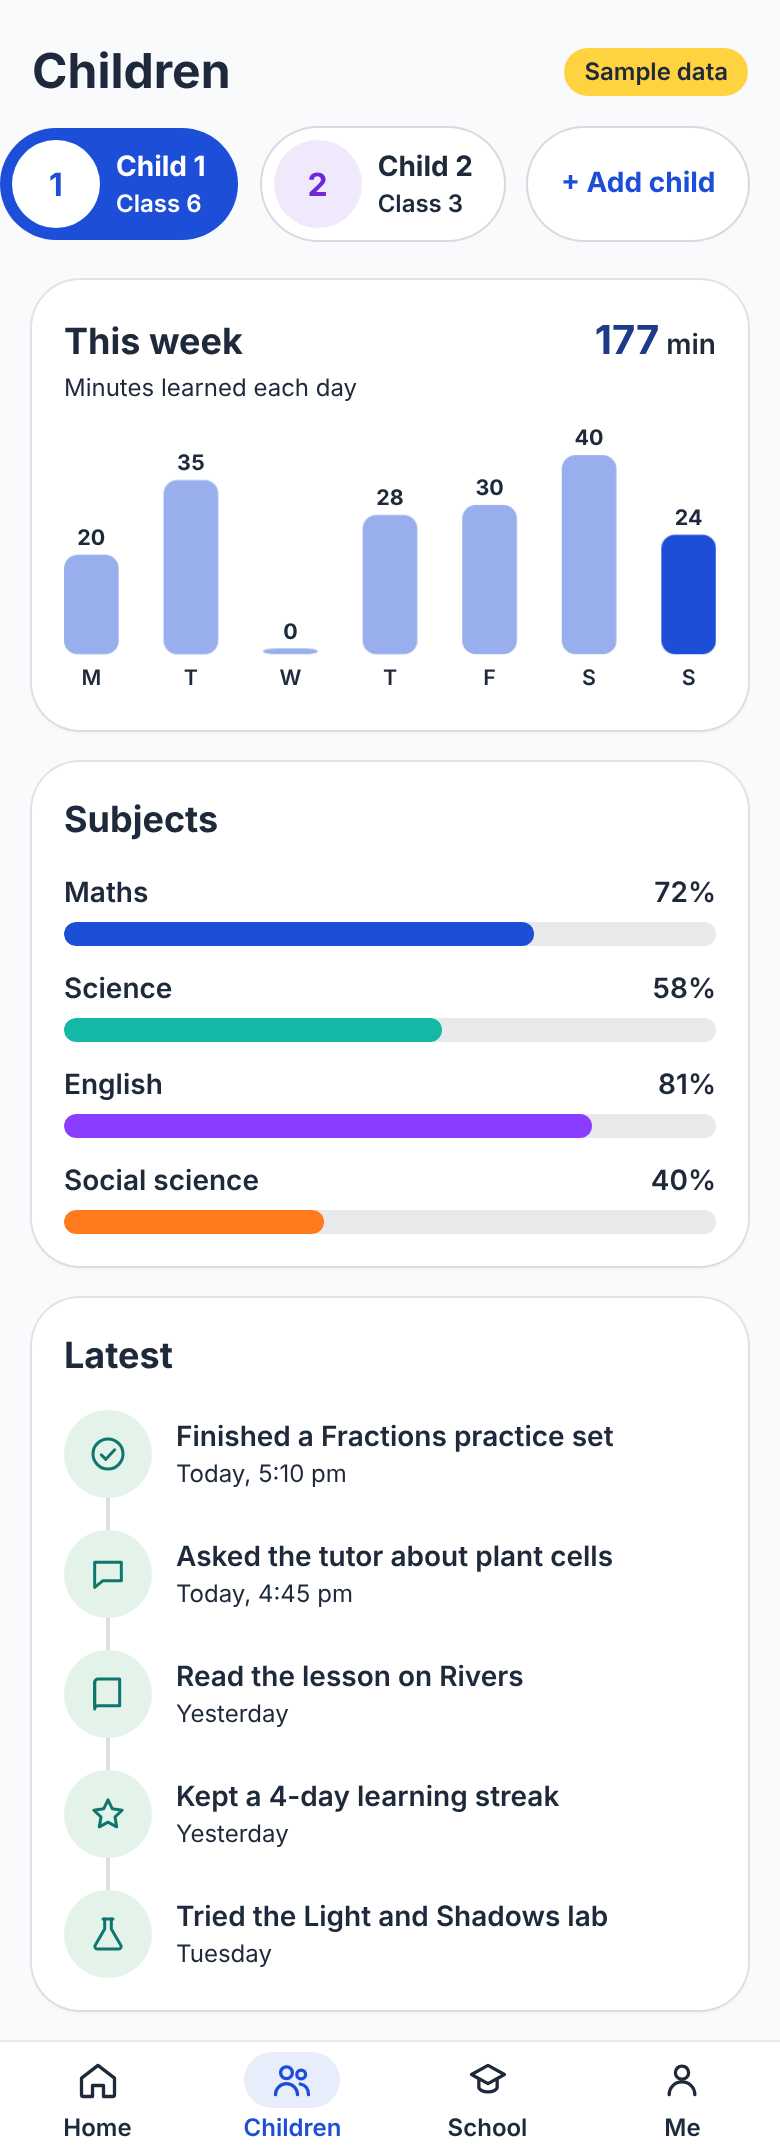 Children
Sample data
1
Child 1
Class 6
2
Child 2
Class 3
+ Add child
This week
177 min
Minutes learned each day
20
35
0
28
30
40
24
M T W T F S S
Subjects
Maths 72%
Science 58%
English 81%
Social science 40%
Latest
Finished a Fractions practice set
Today, 5:10 pm
Asked the tutor about plant cells
Today, 4:45 pm
Read the lesson on Rivers
Yesterday
Kept a 4-day learning streak
Yesterday
Tried the Light and Shadows lab
Tuesday
Home Children School Me